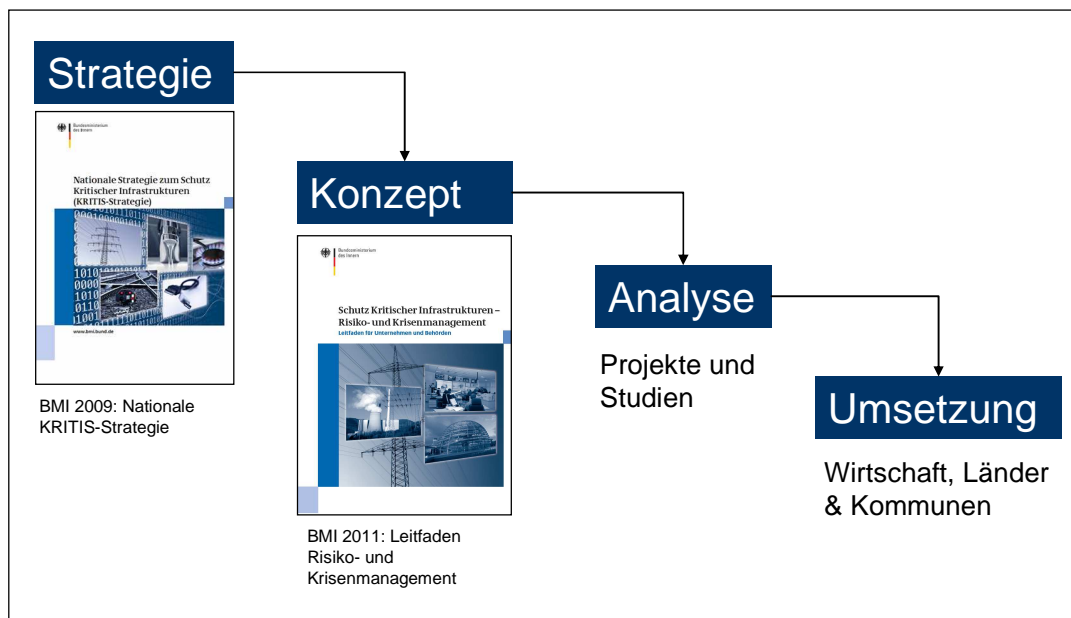 Strategie
Bundesministerium
des Innern
Nationale Strategie zum Schutz
Kritischer Infrastrukturen
(KRITIS-Strategie)
www.bmi.bund.de
BMI 2009: Nationale
KRITIS-Strategie
Konzept
Bundesministerium
des Innern
Schutz Kritischer Infrastrukturen –
Risiko- und Krisenmanagement
Leitfaden für Unternehmen und Behörden
BMI 2011: Leitfaden
Risiko- und
Krisenmanagement
Analyse
Projekte und
Studien
Umsetzung
Wirtschaft, Länder
& Kommunen